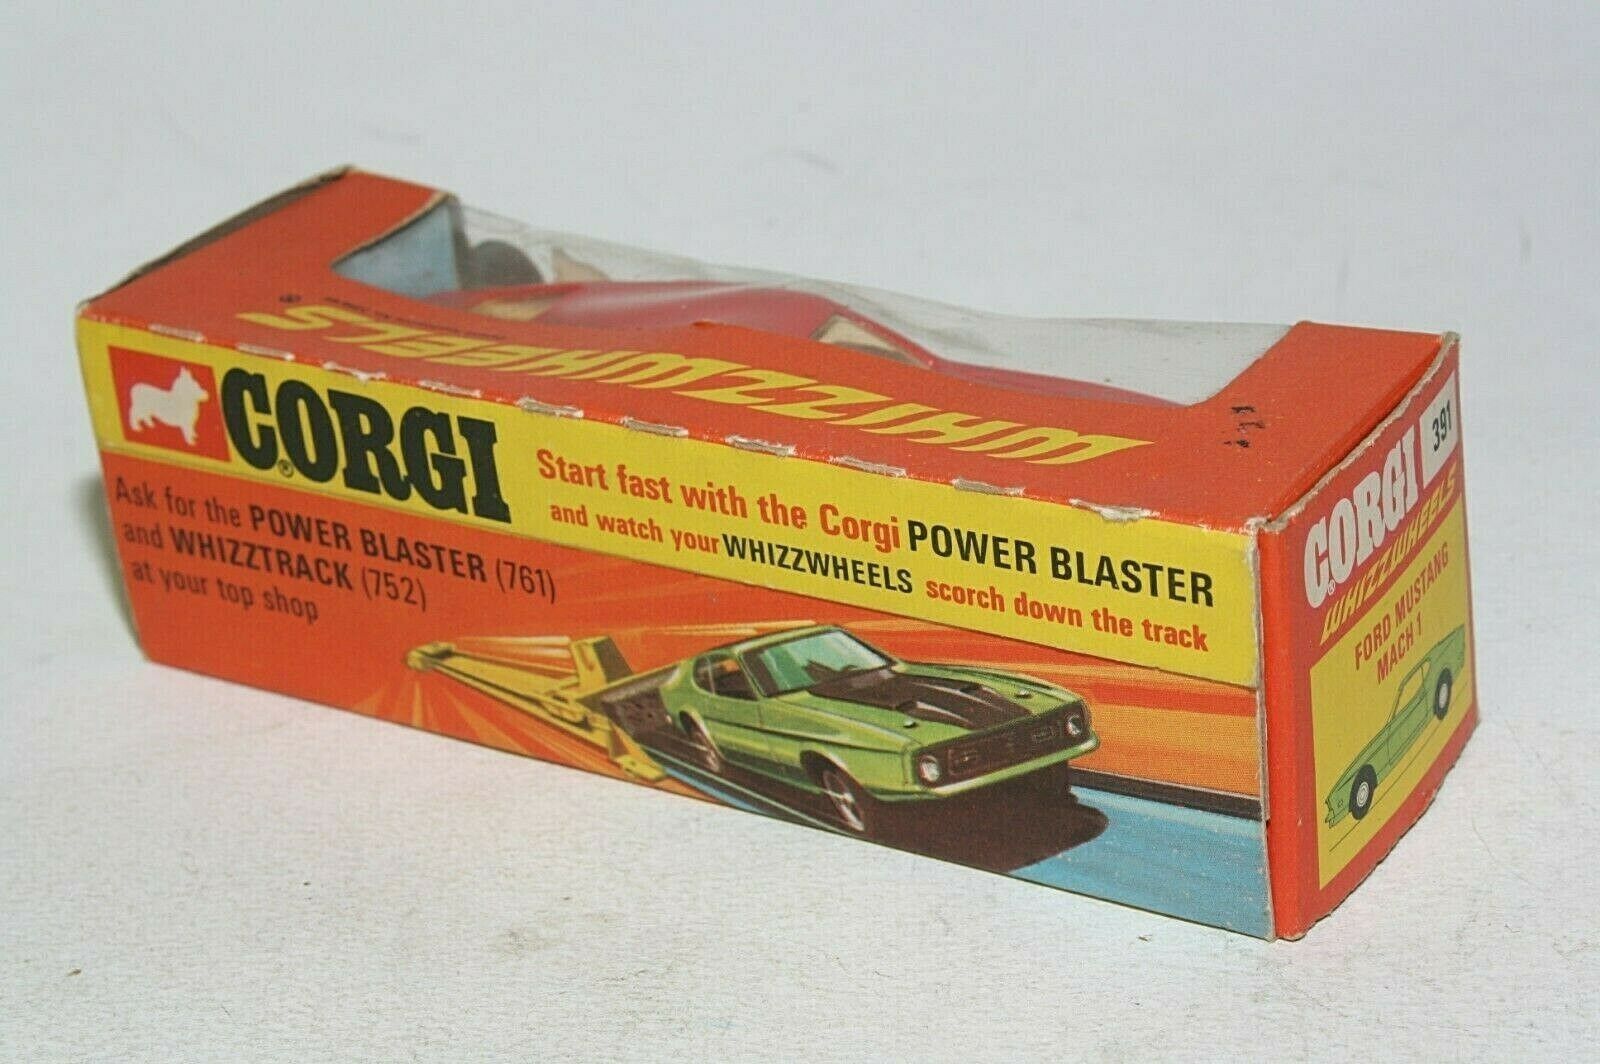 WHIZZWHEELS
®
CORGI
®
Start fast with the Corgi POWER BLASTER
and watch your WHIZZWHEELS scorch down the track
Ask for the POWER BLASTER (761)
and WHIZZTRACK (752)
at your top shop
CORGI
®
391
WHIZZWHEELS
FORD MUSTANG
MACH 1